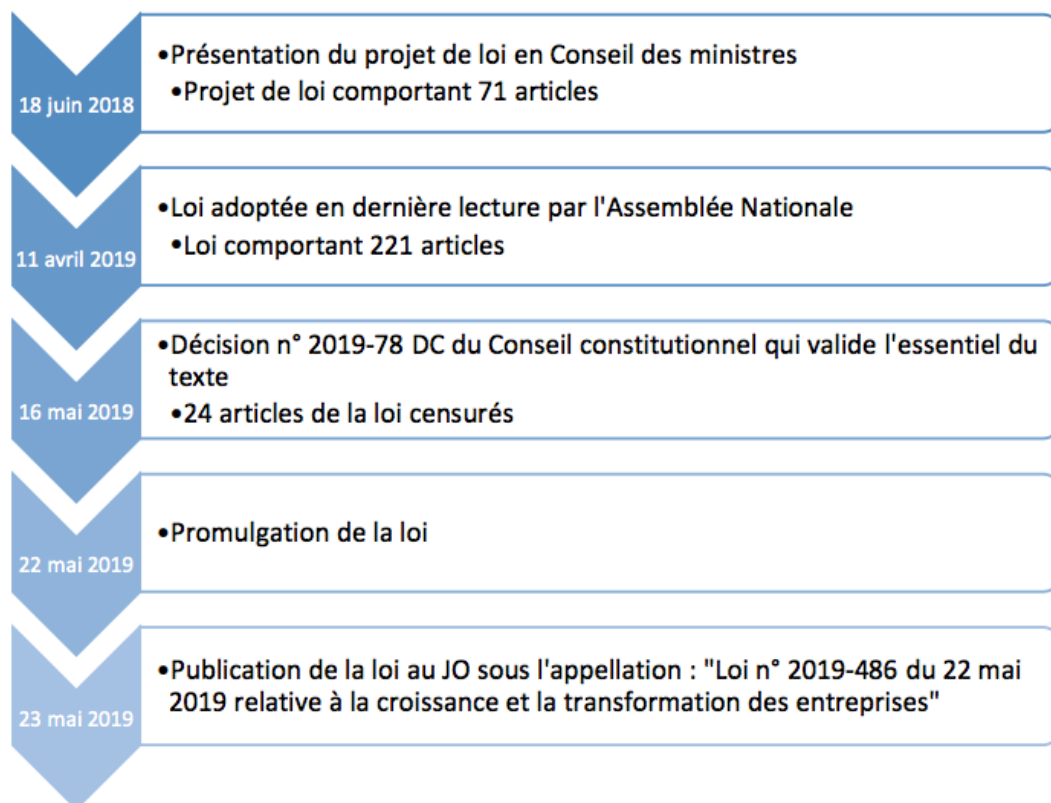 18 juin 2018
•Présentation du projet de loi en Conseil des ministres
•Projet de loi comportant 71 articles
11 avril 2019
•Loi adoptée en dernière lecture par l'Assemblée Nationale
•Loi comportant 221 articles
16 mai 2019
•Décision n° 2019-78 DC du Conseil constitutionnel qui valide l'essentiel du
texte
•24 articles de la loi censurés
22 mai 2019
•Promulgation de la loi
23 mai 2019
•Publication de la loi au JO sous l'appellation : "Loi n° 2019-486 du 22 mai
2019 relative à la croissance et la transformation des entreprises"